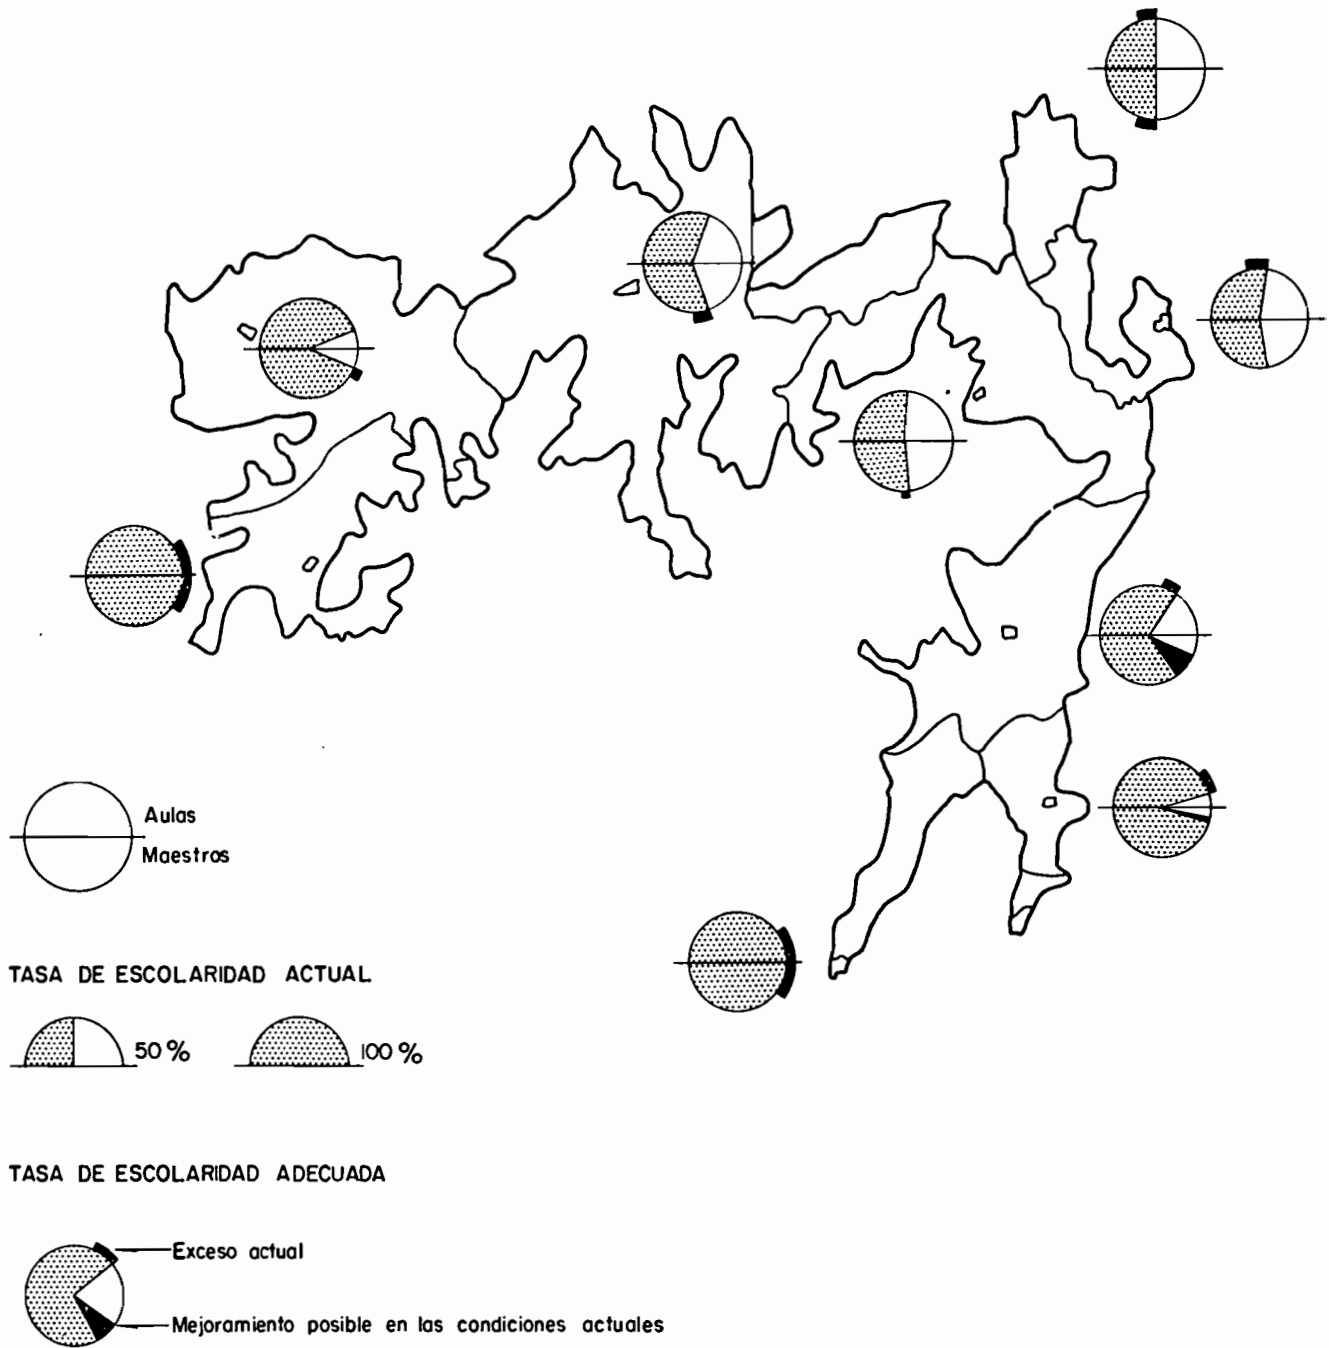 Aulas
Maestros
TASA DE ESCOLARIDAD ACTUAL
50% 100%
TASA DE ESCOLARIDAD ADECUADA
Exceso actual
Mejoramiento posible en las condiciones actuales